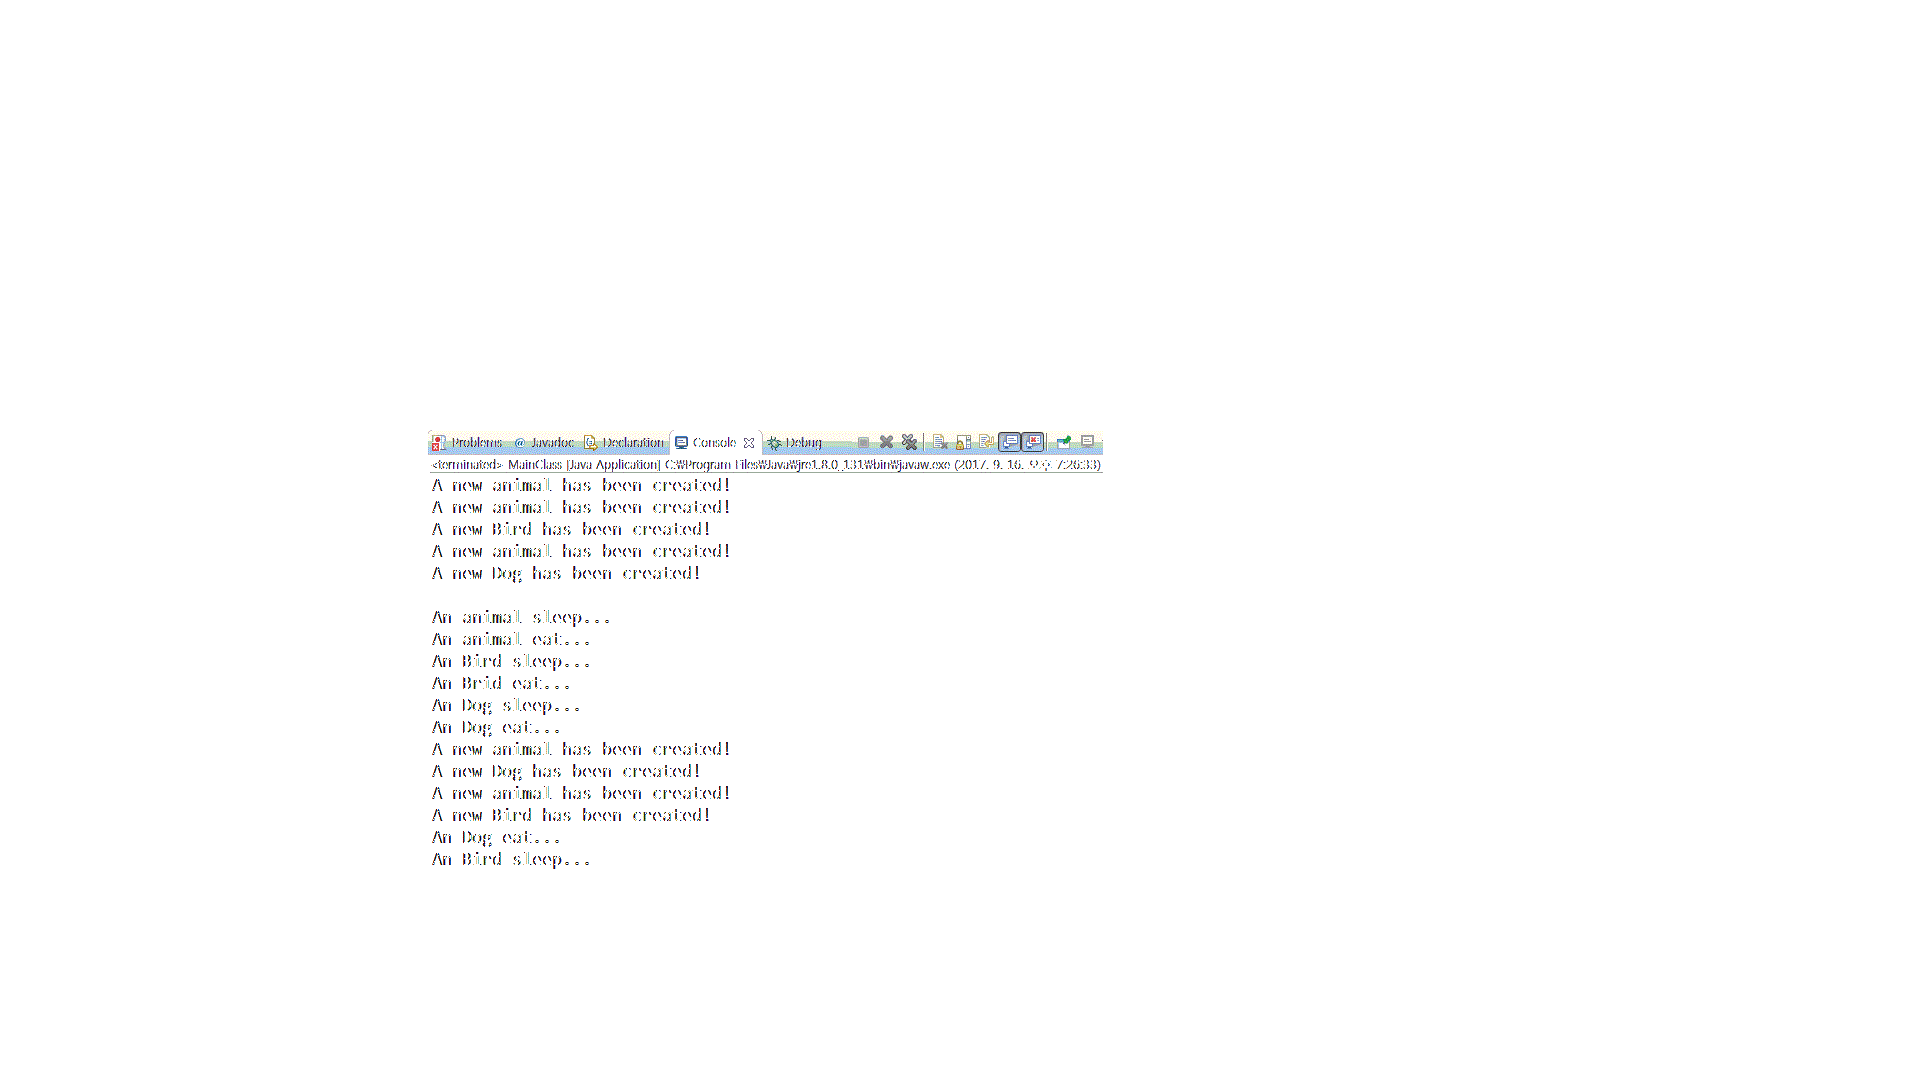 Problems @ Javadoc Declaration Console Debug
<terminated> MainClass [Java Application] C:₩Program Files₩Java₩jre1.8.0_131₩bin₩javaw.exe (2017. 9. 16. 오후 7:26:33)
A new animal has been created!
A new animal has been created!
A new Bird has been created!
A new animal has been created!
A new Dog has been created!
An animal sleep...
An animal eat...
An Bird sleep...
An Brid eat...
An Dog sleep...
An Dog eat...
A new animal has been created!
A new Dog has been created!
A new animal has been created!
A new Bird has been created!
An Dog eat...
An Bird sleep...